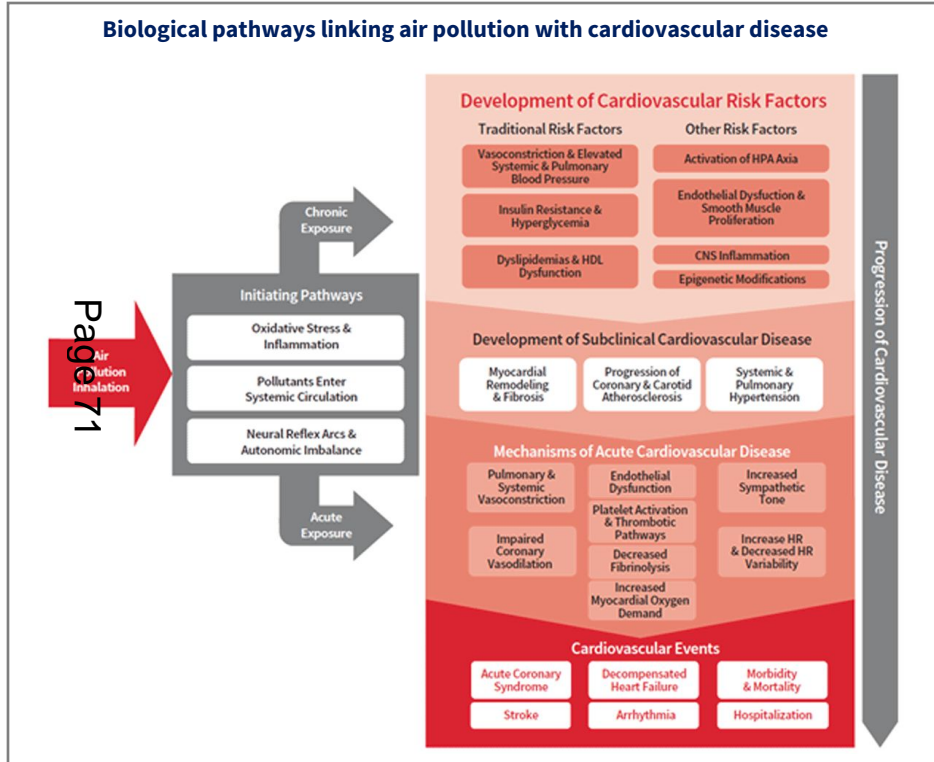 Biological pathways linking air pollution with cardiovascular disease
Page 71
Air
Pollution
Inhalation
Chronic
Exposure
Initiating Pathways
Oxidative Stress &
Inflammation
Pollutants Enter
Systemic Circulation
Neural Reflex Arcs &
Autonomic Imbalance
Acute
Exposure
Development of Cardiovascular Risk Factors
Traditional Risk Factors
Vasoconstriction & Elevated
Systemic & Pulmonary
Blood Pressure
Insulin Resistance &
Hyperglycemia
Dyslipidemias & HDL
Dysfunction
Other Risk Factors
Activation of HPA Axia
Endothelial Dysfuction &
Smooth Muscle
Proliferation
CNS Inflammation
Epigenetic Modifications
Development of Subclinical Cardiovascular Disease
Myocardial
Remodeling
& Fibrosis
Progression of
Coronary & Carotid
Atherosclerosis
Systemic &
Pulmonary
Hypertension
Mechanisms of Acute Cardiovascular Disease
Pulmonary &
Systemic
Vasoconstriction
Impaired
Coronary
Vasodilation
Endothelial
Dysfunction
Platelet Activation
& Thrombotic
Pathways
Decreased
Fibrinolysis
Increased
Myocardial Oxygen
Demand
Increased
Sympathetic
Tone
Increase HR
& Decreased HR
Variability
Cardiovascular Events
Acute Coronary
Syndrome
Decompensated
Heart Failure
Morbidity
& Mortality
Stroke
Arrhythmia
Hospitalization
Progression of Cardiovascular Disease